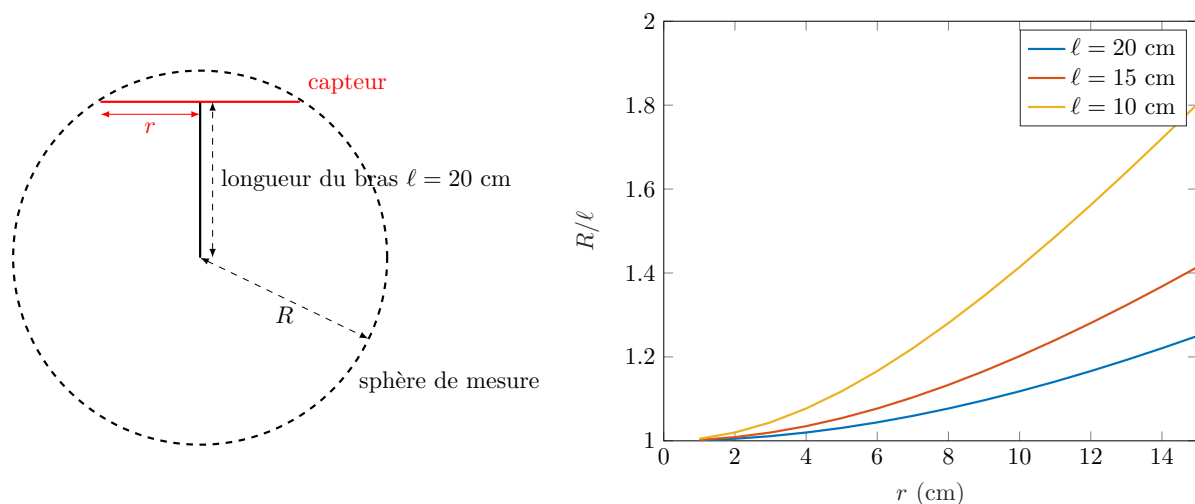 capteur
r
longueur du bras ℓ = 20 cm
R
sphère de mesure
2
1.8
1.6
1.4
1.2
1
R/ℓ
ℓ = 20 cm
ℓ = 15 cm
ℓ = 10 cm
0 2 4 6 8 10 12 14
r (cm)